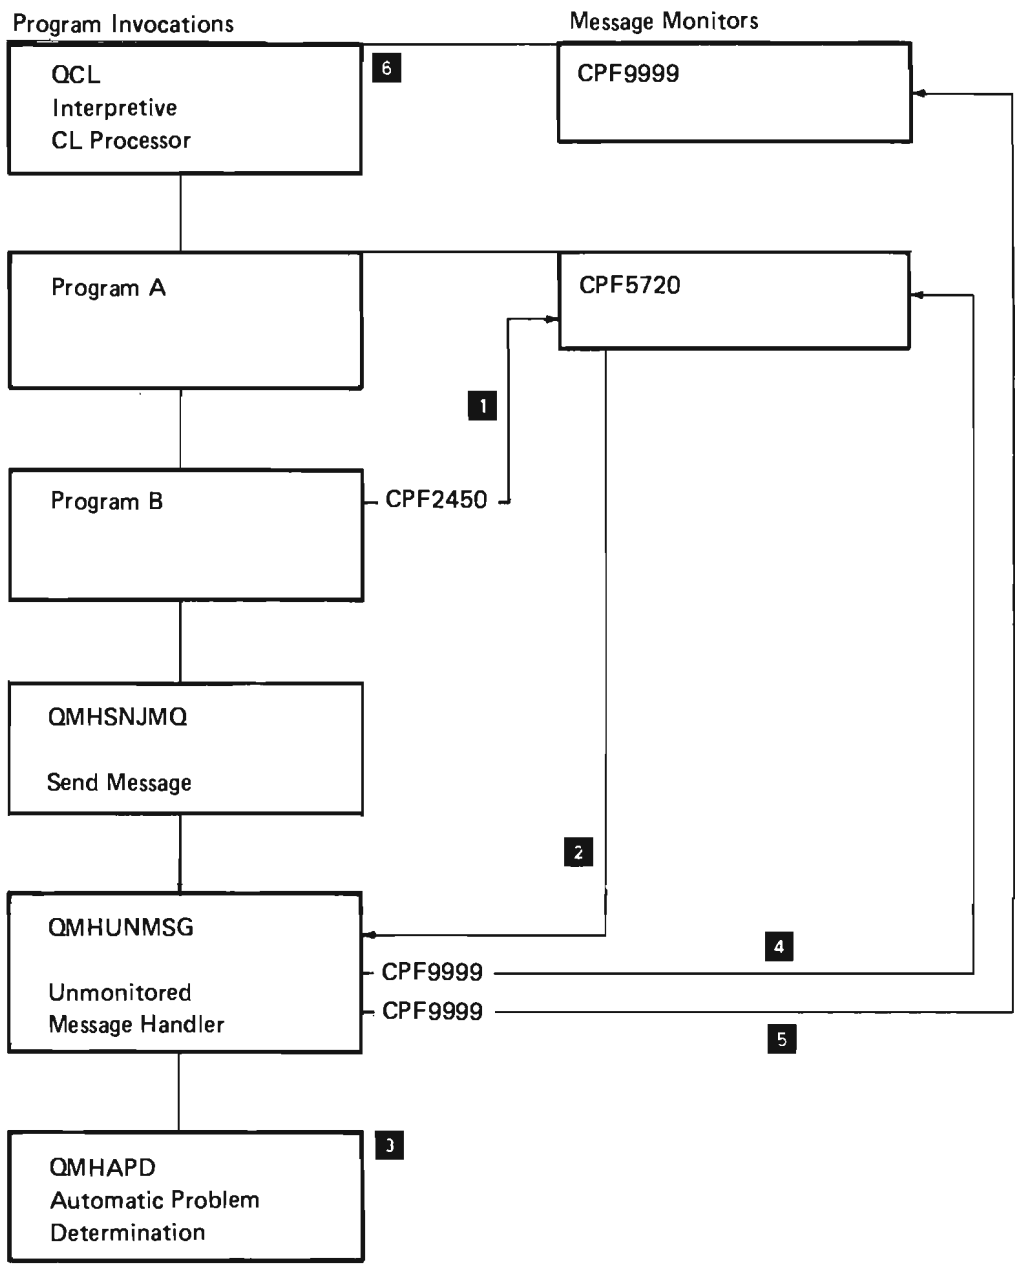 Program Invocations
Message Monitors
QCL
Interpretive
CL Processor
6
CPF9999
Program A
CPF5720
1
Program B
CPF2450
QMHSNJMQ
Send Message
2
QMHUNMSG
Unmonitored
Message Handler
CPF9999
4
CPF9999
5
3
QMHAPD
Automatic Problem
Determination